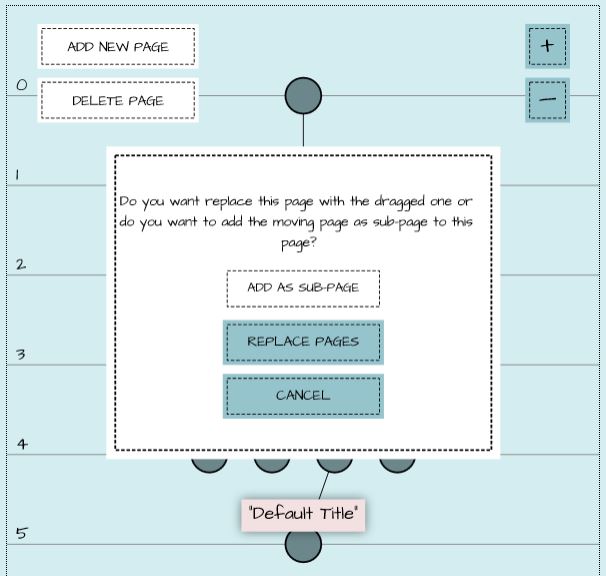 ADD NEW PAGE
+
0
DELETE PAGE
-
1
Do you want replace this page with the dragged one or
do you want to add the moving page as sub-page to this
page?
2
ADD AS SUB-PAGE
3
REPLACE PAGES
CANCEL
4
"Default Title"
5